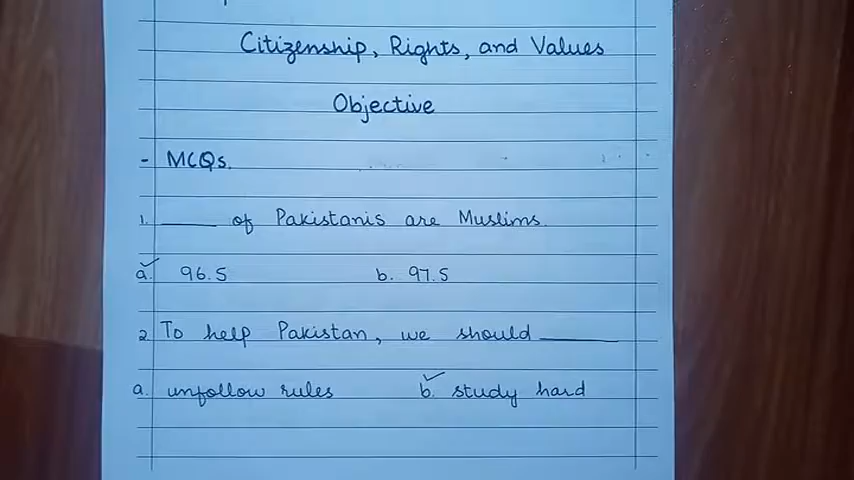 Citizenship, Rights, and Values
Objective
- MCQs.
1. ____ of Pakistanis are Muslims.
a. 96.5 b. 97.5
2. To help Pakistan, we should ____
a. unfollow rules b. study hard